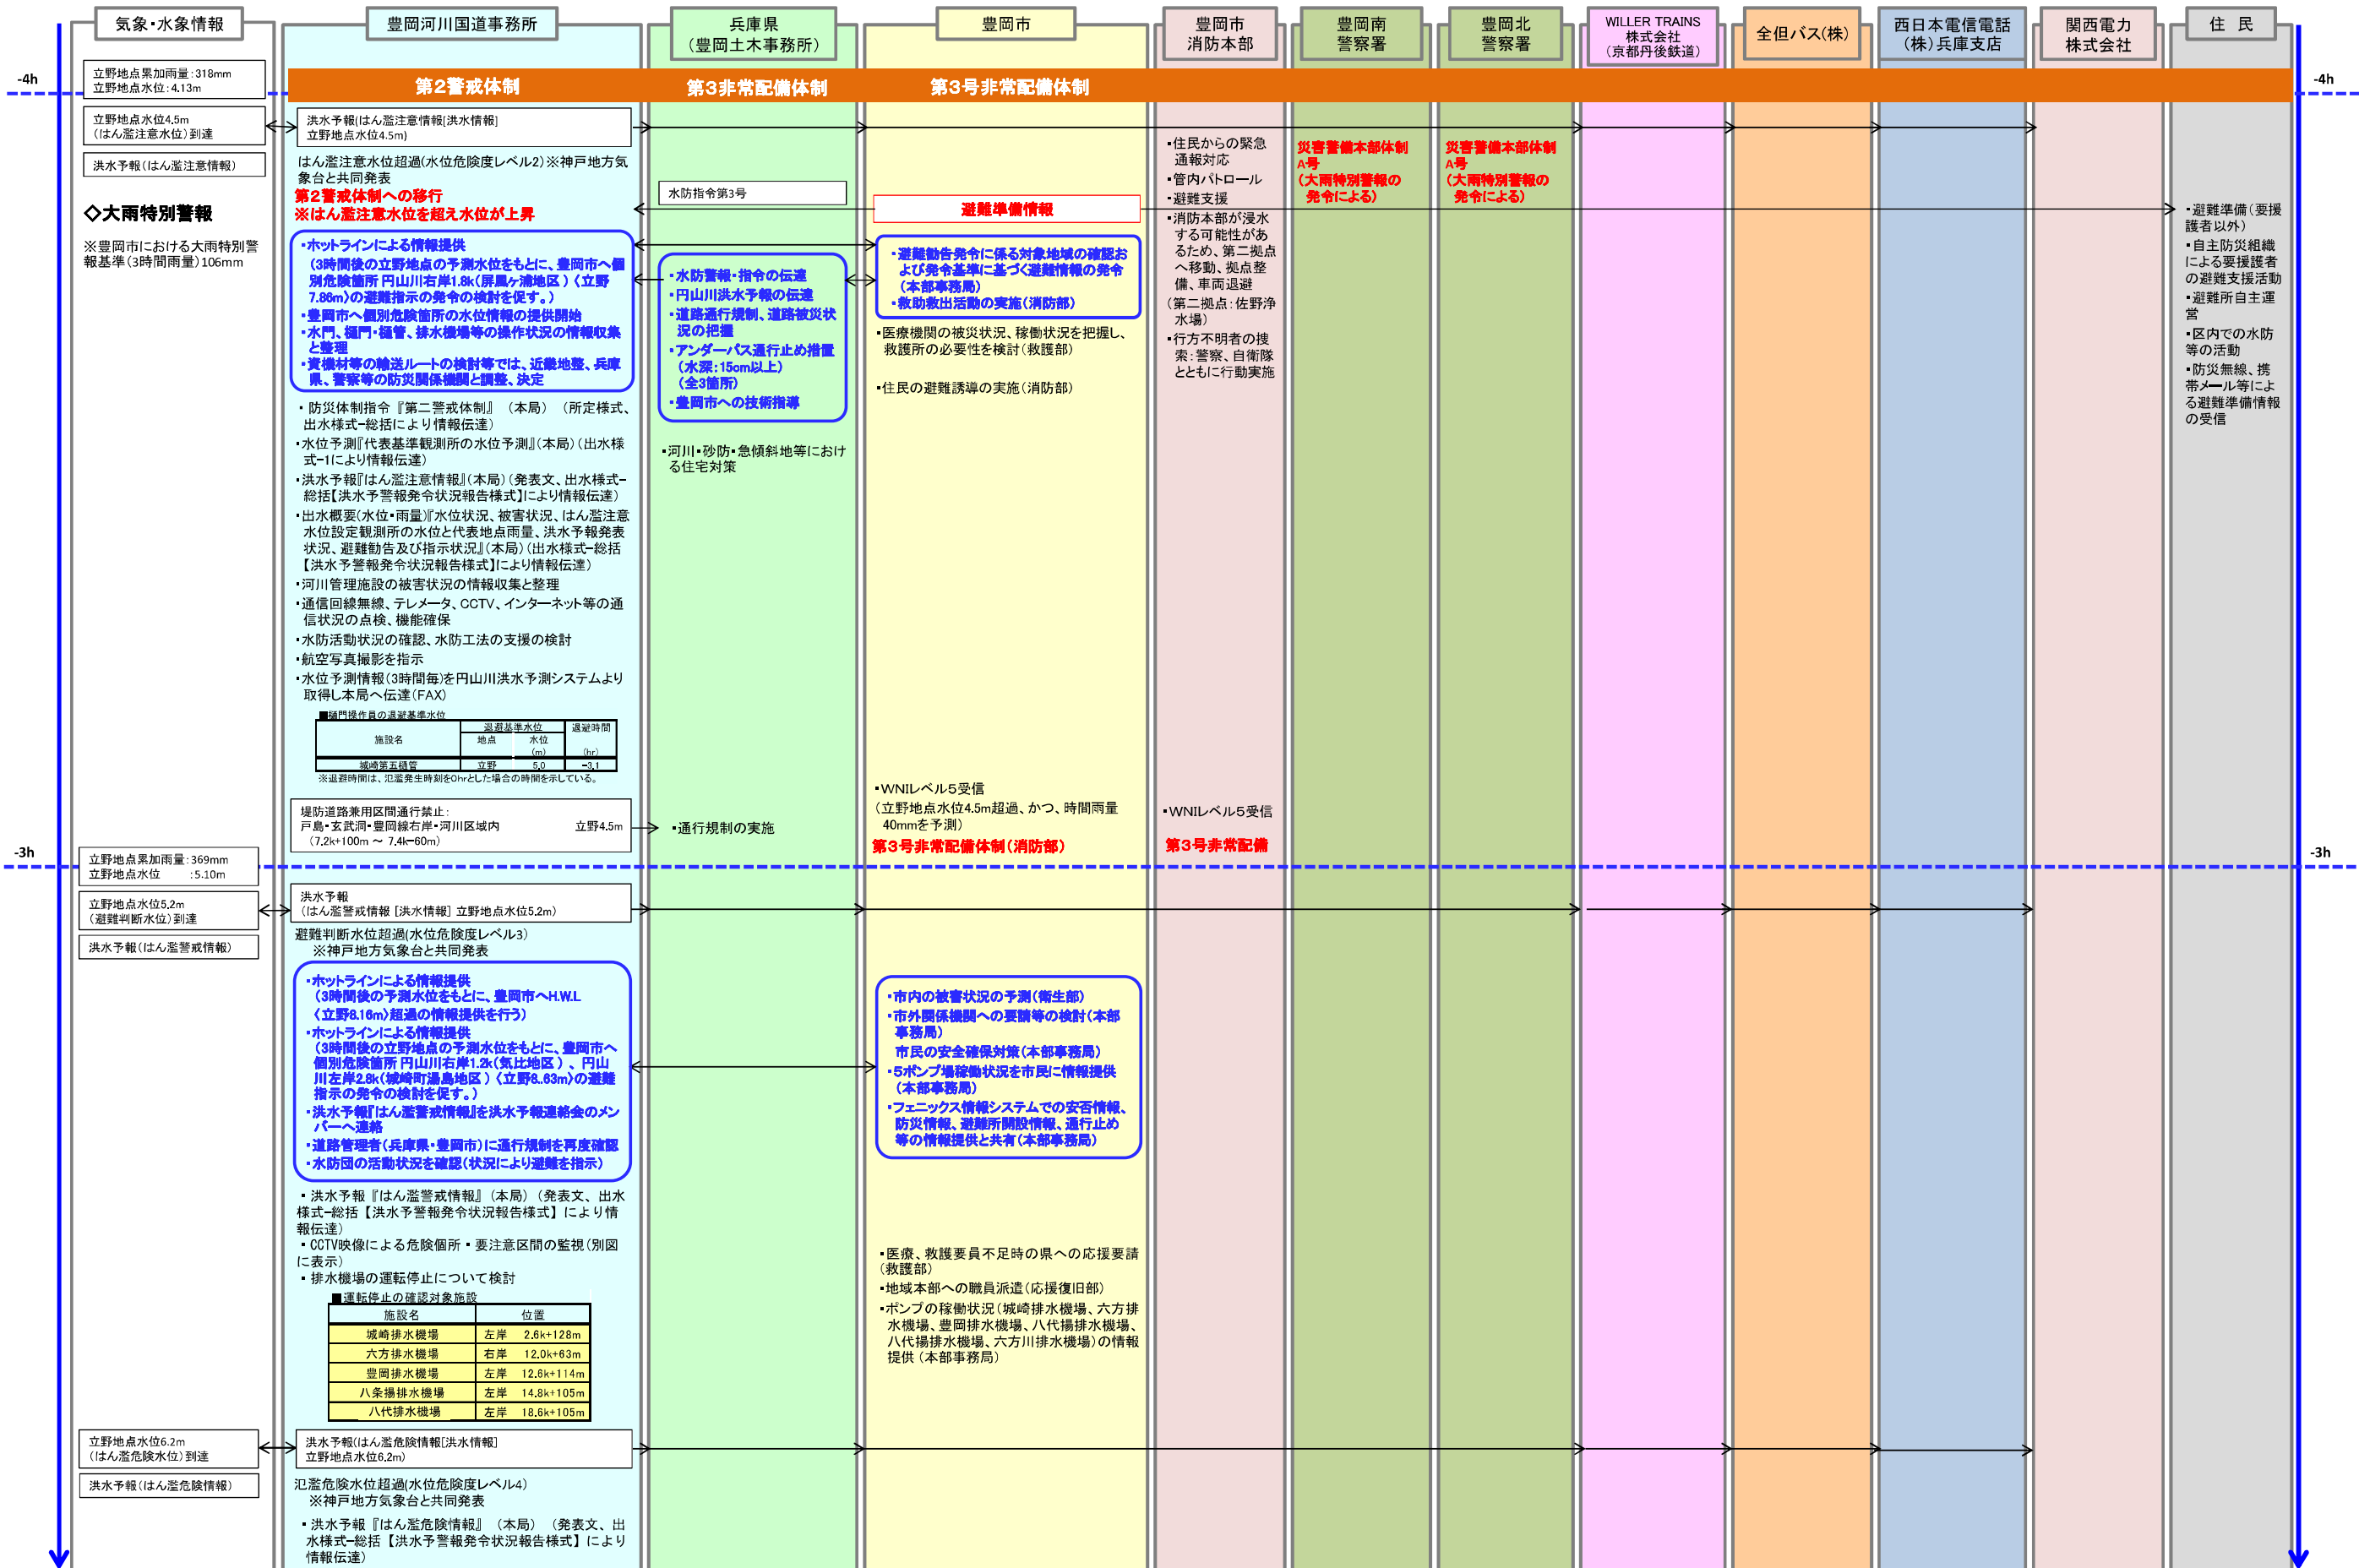 気象・水象情報
豊岡河川国道事務所
兵庫県
（豊岡土木事務所）
豊岡市
豊岡市
消防本部
豊岡南
警察署
豊岡北
警察署
WILLER TRAINS
株式会社
（京都丹後鉄道）
全但バス(株)
西日本電信電話
（株）兵庫支店
関西電力
株式会社
住　民
-4h
-4h
立野地点累加雨量：318mm
立野地点水位：4.13m
第２警戒体制
第３非常配備体制
第３号非常配備体制
立野地点水位4.5m
（はん濫注意水位）到達
洪水予報（はん濫注意情報）
◇大雨特別警報
※豊岡市における大雨特別警
報基準（3時間雨量）106mm
洪水予報(はん濫注意情報[洪水情報]
立野地点水位4.5m)
はん濫注意水位超過(水位危険度レベル2）※神戸地方気
象台と共同発表
第２警戒体制への移行
※はん濫注意水位を超え水位が上昇
・ホットラインによる情報提供
（3時間後の立野地点の予測水位をもとに、豊岡市へ個
別危険箇所 円山川右岸1.8k（屏風ヶ浦地区）〈立野
7.86m〉の避難指示の発令の検討を促す。）
・豊岡市へ個別危険箇所の水位情報の提供開始
・水門、樋門・樋管、排水機場等の操作状況の情報収集
と整理
・資機材等の輸送ルートの検討等では、近畿地整、兵庫
県、警察等の防災関係機関と調整、決定
・防災体制指令『第二警戒体制』（本局）（所定様式、
出水様式ｰ総括により情報伝達）
・水位予測『代表基準観測所の水位予測』（本局）（出水様
式ｰ1により情報伝達）
・洪水予報『はん濫注意情報』（本局）（発表文、出水様式ｰ
総括【洪水予警報発令状況報告様式】により情報伝達）
・出水概要（水位・雨量）『水位状況、被害状況、はん濫注意
水位設定観測所の水位と代表地点雨量、洪水予報発表
状況、避難勧告及び指示状況』（本局）（出水様式ｰ総括
【洪水予警報発令状況報告様式】により情報伝達）
・河川管理施設の被害状況の情報収集と整理
・通信回線無線、テレメータ、CCTV、インターネット等の通
信状況の点検、機能確保
・水防活動状況の確認、水防工法の支援の検討
・航空写真撮影を指示
・水位予測情報（3時間毎)を円山川洪水予測システムより
取得し本局へ伝達（FAX）
■樋門操作員の退避基準水位
施設名
退避基準水位
退避時間
地点
水位
(m)
(hr)
城崎第五樋管
立野
5.0
-3.1
※退避時間は、氾濫発生時刻を0hrとした場合の時間を示している。
堤防道路兼用区間通行禁止：
戸島・玄武洞・豊岡線右岸・河川区域内
立野4.5m
（7.2k+100m ～ 7.4k-60m）
水防指令第3号
・水防警報・指令の伝達
・円山川洪水予報の伝達
・道路通行規制、道路被災状
況の把握
・アンダーパス通行止め措置
（水深：15cm以上）
（全3箇所）
・豊岡市への技術指導
・河川・砂防・急傾斜地等におけ
る住宅対策
・通行規制の実施
避難準備情報
・避難勧告発令に係る対象地域の確認お
よび発令基準に基づく避難情報の発令
（本部事務局）
・救助救出活動の実施（消防部）
・医療機関の被災状況、稼働状況を把握し、
救護所の必要性を検討（救護部）
・住民の避難誘導の実施（消防部）
・WNIレベル５受信
（立野地点水位4.5m超過、かつ、時間雨量
40mmを予測）
第３号非常配備体制（消防部）
・住民からの緊急
通報対応
・管内パトロール
・避難支援
・消防本部が浸水
する可能性があ
るため、第二拠点
へ移動、拠点整
備、車両退避
（第二拠点：佐野浄
水場）
・行方不明者の捜
索：警察、自衛隊
とともに行動実施
・WNIレベル５受信
第３号非常配備
災害警備本部体制
A号
（大雨特別警報の
発令による）
災害警備本部体制
A号
（大雨特別警報の
発令による）
・避難準備（要援
護者以外）
・自主防災組織
による要援護者
の避難支援活動
・避難所自主運
営
・区内での水防
等の活動
・防災無線、携
帯メール等によ
る避難準備情報
の受信
-3h
-3h
立野地点累加雨量：369mm
立野地点水位　　：5.10m
立野地点水位5.2m
（避難判断水位）到達
洪水予報（はん濫警戒情報）
洪水予報
（はん濫警戒情報 [洪水情報] 立野地点水位5.2m）
避難判断水位超過(水位危険度レベル3）
※神戸地方気象台と共同発表
・ホットラインによる情報提供
（3時間後の予測水位をもとに、豊岡市へH.W.L
〈立野8.16m〉超過の情報提供を行う）
・ホットラインによる情報提供
（3時間後の立野地点の予測水位をもとに、豊岡市へ
個別危険箇所 円山川右岸1.2k（気比地区）、円山
川左岸2.8k（城崎町湯島地区）〈立野8..63m〉の避難
指示の発令の検討を促す。）
・洪水予報『はん濫警戒情報』を洪水予報連絡会のメン
バーへ連絡
・道路管理者（兵庫県・豊岡市）に通行規制を再度確認
・水防団の活動状況を確認（状況により避難を指示）
・洪水予報『はん濫警戒情報』（本局）（発表文、出水
様式ｰ総括【洪水予警報発令状況報告様式】により情
報伝達）
・CCTV映像による危険個所・要注意区間の監視（別図
に表示）
・排水機場の運転停止について検討
■運転停止の確認対象施設
施設名
位置
城崎排水機場
左岸　2.6k+128m
六方排水機場
右岸　12.0k+63m
豊岡排水機場
左岸　12.6k+114m
八条揚排水機場
左岸　14.8k+105m
八代排水機場
左岸　18.6k+105m
・市内の被害状況の予測（衛生部）
・市外関係機関への要請等の検討（本部
事務局）
市民の安全確保対策（本部事務局）
・５ポンプ場稼働状況を市民に情報提供
（本部事務局）
・フェニックス情報システムでの安否情報、
防災情報、避難所開設情報、通行止め
等の情報提供と共有（本部事務局）
・医療、救護要員不足時の県への応援要請
（救護部）
・地域本部への職員派遣（応援復旧部）
・ポンプの稼働状況（城崎排水機場、六方排
水機場、豊岡排水機場、八代揚排水機場、
八代揚排水機場、六方川排水機場）の情報
提供（本部事務局）
立野地点水位6.2m
（はん濫危険水位）到達
洪水予報（はん濫危険情報）
洪水予報(はん濫危険情報[洪水情報]
立野地点水位6.2m)
氾濫危険水位超過(水位危険度レベル4）
※神戸地方気象台と共同発表
・洪水予報『はん濫危険情報』（本局）（発表文、出
水様式ｰ総括【洪水予警報発令状況報告様式】により
情報伝達）